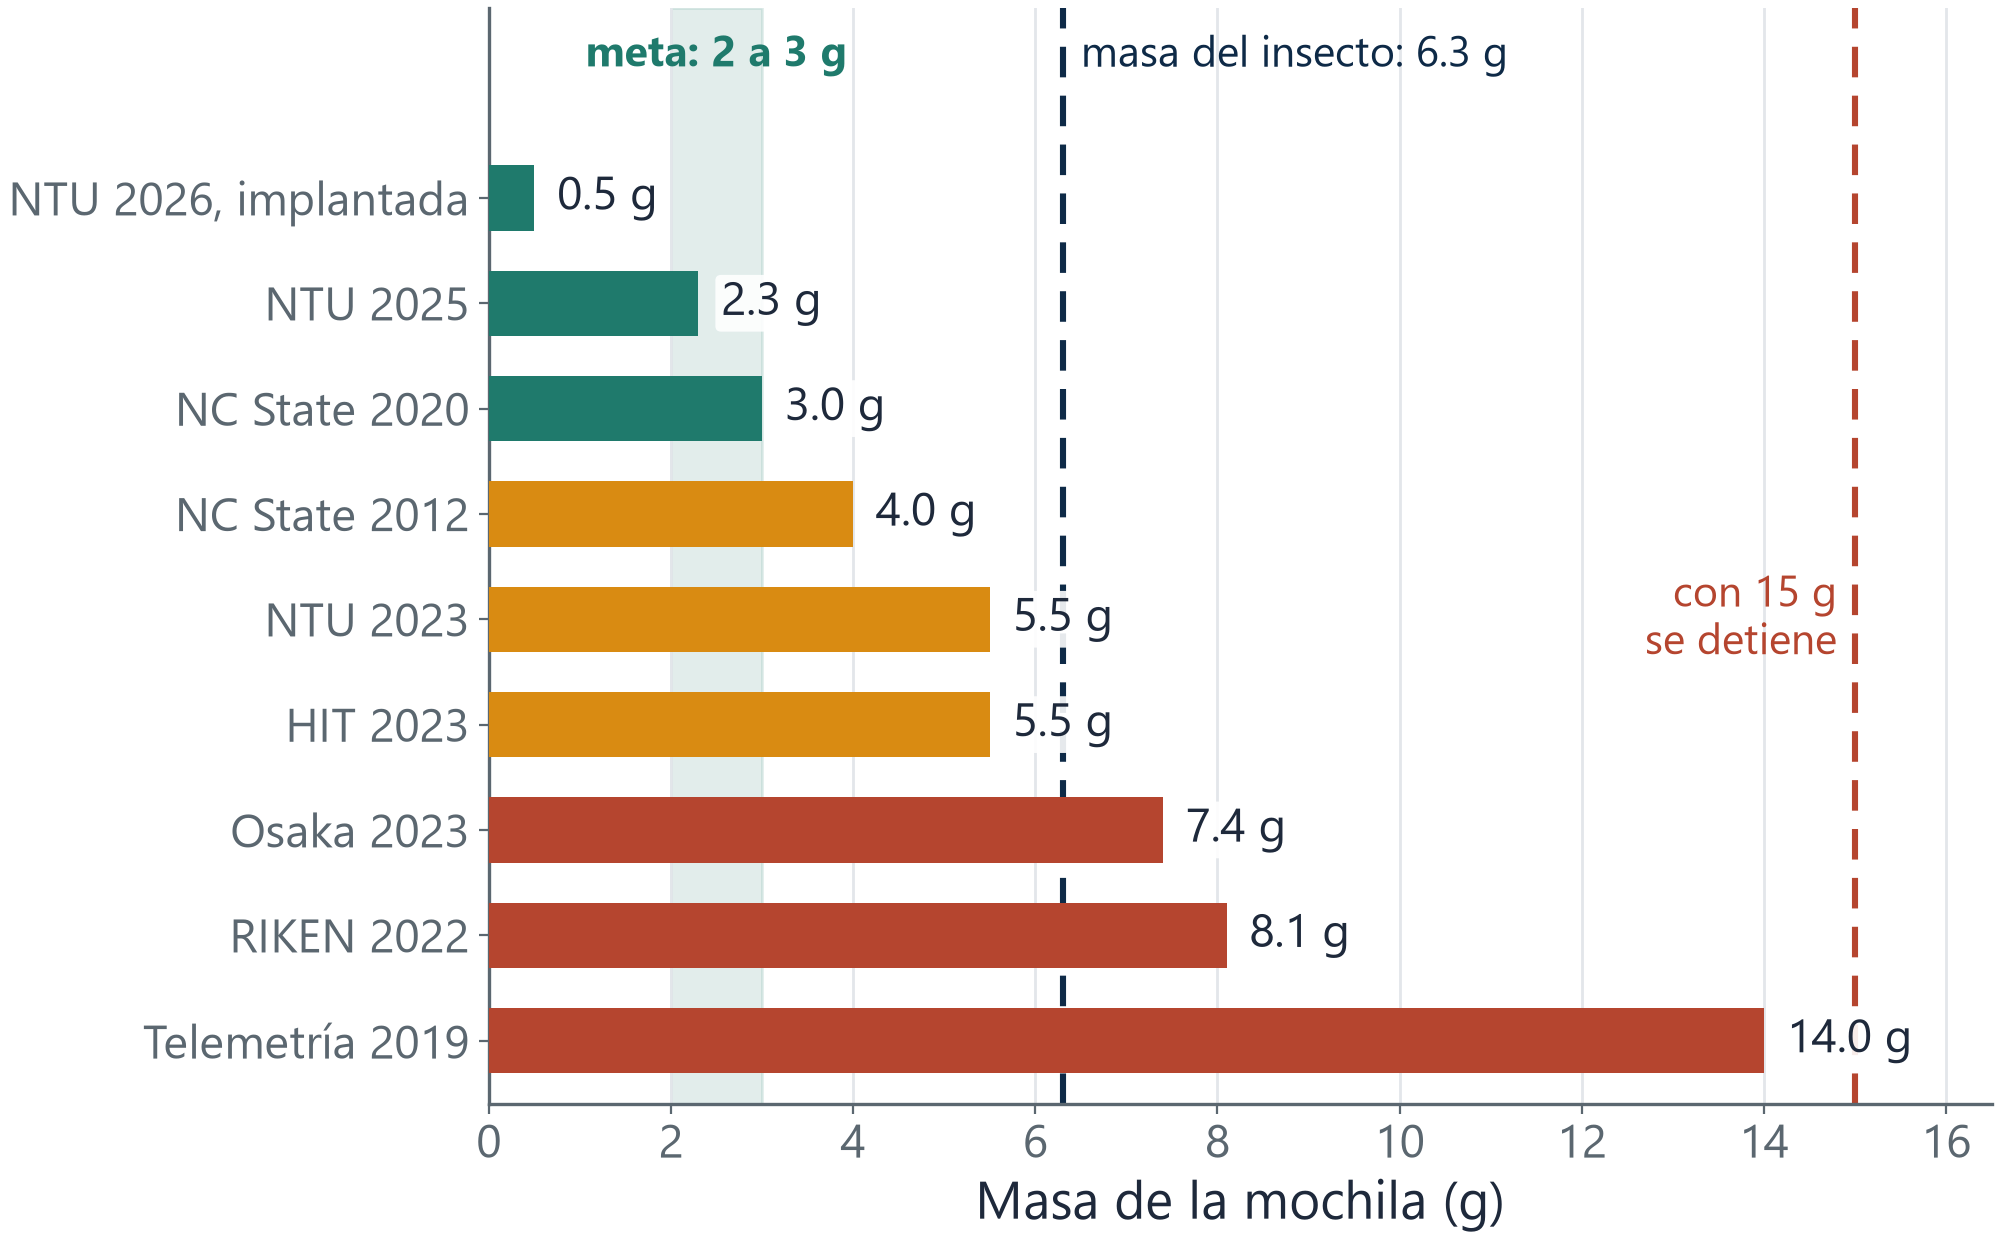 meta: 2 a 3 g
masa del insecto: 6.3 g
NTU 2026, implantada
0.5 g
NTU 2025
2.3 g
NC State 2020
3.0 g
NC State 2012
4.0 g
NTU 2023
5.5 g
con 15 g
se detiene
HIT 2023
5.5 g
Osaka 2023
7.4 g
RIKEN 2022
8.1 g
Telemetría 2019
14.0 g
0 2 4 6 8 10 12 14 16
Masa de la mochila (g)